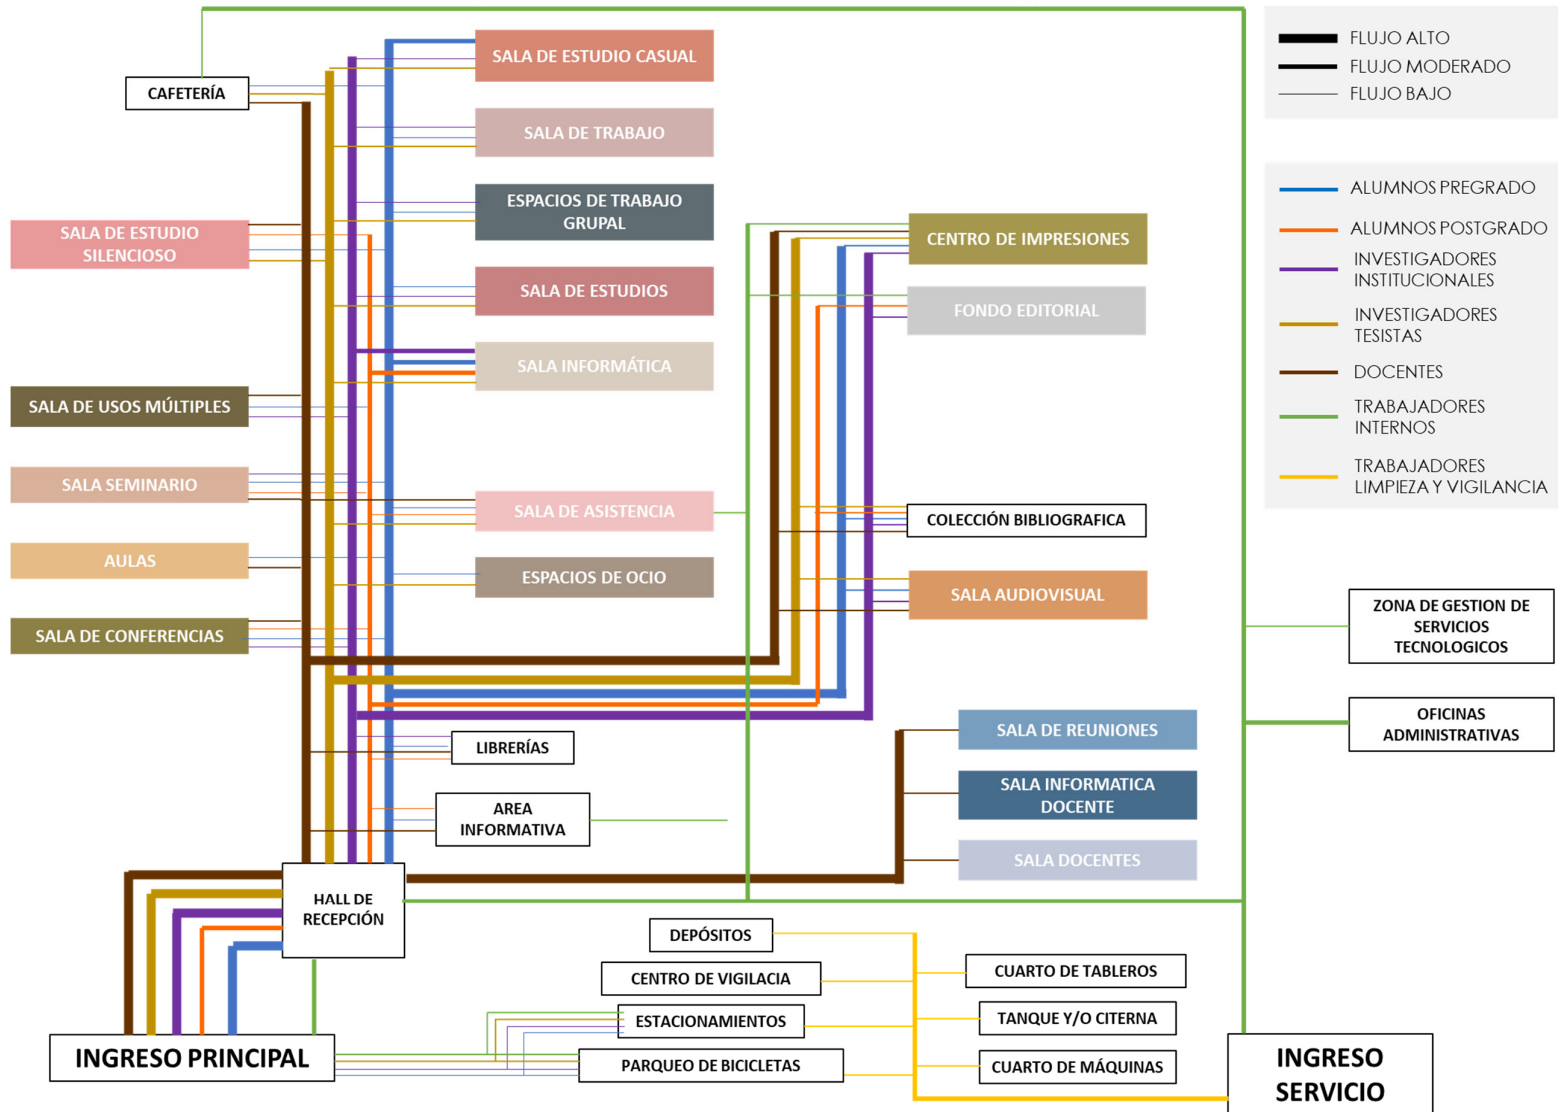 FLUJO ALTO
FLUJO MODERADO
FLUJO BAJO
ALUMNOS PREGRADO
ALUMNOS POSTGRADO
INVESTIGADORES
INSTITUCIONALES
INVESTIGADORES
TESISTAS
DOCENTES
TRABAJADORES
INTERNOS
TRABAJADORES
LIMPIEZA Y VIGILANCIA
CAFETERÍA
SALA DE ESTUDIO
SILENCIOSO
SALA DE USOS MÚLTIPLES
SALA SEMINARIO
AULAS
SALA DE CONFERENCIAS
SALA DE ESTUDIO CASUAL
SALA DE TRABAJO
ESPACIOS DE TRABAJO
GRUPAL
SALA DE ESTUDIOS
SALA INFORMÁTICA
SALA DE ASISTENCIA
ESPACIOS DE OCIO
LIBRERÍAS
AREA
INFORMATIVA
HALL DE
RECEPCIÓN
CENTRO DE IMPRESIONES
FONDO EDITORIAL
COLECCIÓN BIBLIOGRAFICA
SALA AUDIOVISUAL
SALA DE REUNIONES
SALA INFORMATICA
DOCENTE
SALA DOCENTES
ZONA DE GESTION DE
SERVICIOS
TECNOLOGICOS
OFICINAS
ADMINISTRATIVAS
DEPÓSITOS
CENTRO DE VIGILACIA
ESTACIONAMIENTOS
PARQUEO DE BICICLETAS
CUARTO DE TABLEROS
TANQUE Y/O CITERNA
CUARTO DE MÁQUINAS
INGRESO PRINCIPAL
INGRESO
SERVICIO